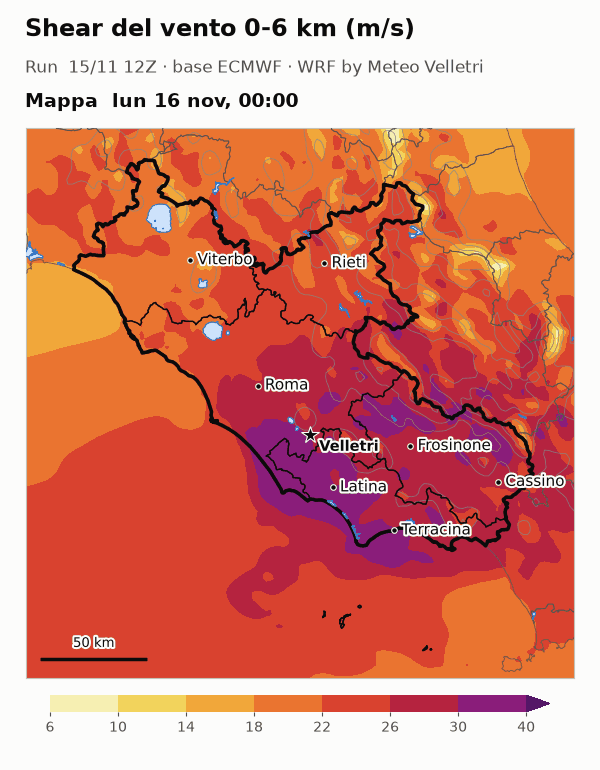 Shear del vento 0-6 km (m/s)
Run  15/11 12Z · base ECMWF · WRF by Meteo Velletri
Mappa  lun 16 nov, 00:00
Viterbo
Rieti
Roma
Velletri
Frosinone
Latina
Cassino
Terracina
50 km
6 10 14 18 22 26 30 40